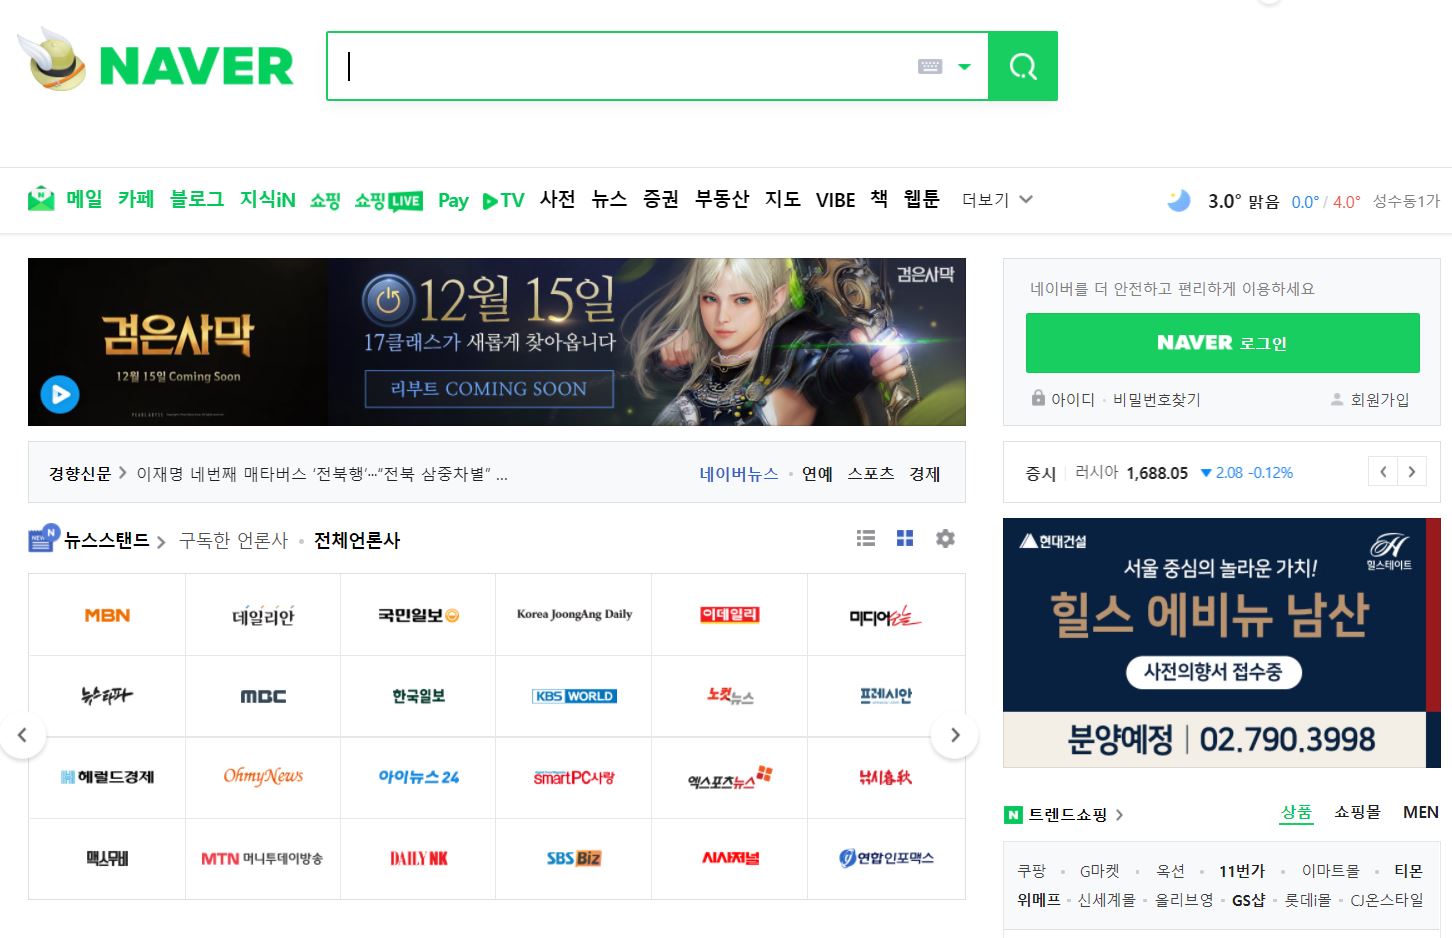 NAVER
메일 카페 블로그 지식iN 쇼핑 쇼핑LIVE Pay TV 사전 뉴스 증권 부동산 지도 VIBE 책 웹툰 더보기
3.0° 맑음 0.0° / 4.0° 성수동1가
검은사막
12월 15일 Coming Soon
12월 15일
17클래스가 새롭게 찾아옵니다
리부트 COMING SOON
검은사막
네이버를 더 안전하고 편리하게 이용하세요
NAVER 로그인
아이디 · 비밀번호찾기 회원가입
경향신문 > 이재명 네번째 매타버스 ‘전북행’…“전북 삼중차별” ...
네이버뉴스 · 연예 스포츠 경제
증시 러시아 1,688.05 ▼ 2.08 -0.12%
NEW N 뉴스스탠드 > 구독한 언론사 · 전체언론사
MBN 데일리안 국민일보 Korea JoongAng Daily 이데일리 미디어오늘
뉴스타파 MBC 한국일보 KBS WORLD 노컷뉴스 프레시안
헤럴드경제 OhmyNews 아이뉴스24 smartPC사랑 엑스포츠뉴스 낚시春秋
맥스무비 MTN 머니투데이방송 DAILY NK SBS Biz 시사저널 연합인포맥스
현대건설
힐스테이트
서울 중심의 놀라운 가치!
힐스 에비뉴 남산
사전의향서 접수중
분양예정 | 02.790.3998
N 트렌드쇼핑 > 상품 쇼핑몰 MEN
쿠팡 · G마켓 · 옥션 · 11번가 · 이마트몰 · 티몬
위메프 · 신세계몰 · 올리브영 · GS샵 · 롯데i몰 · CJ온스타일